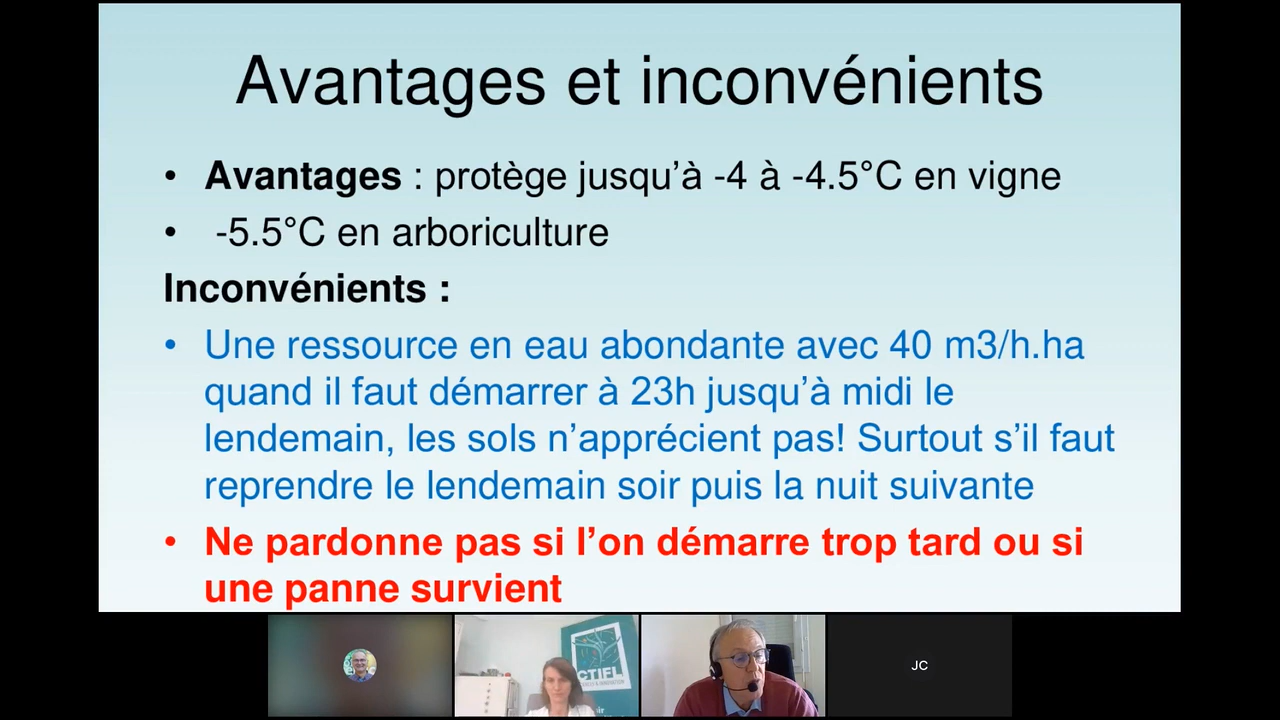 Avantages et inconvénients
• Avantages : protège jusqu’à -4 à -4.5°C en vigne
• -5.5°C en arboriculture
Inconvénients :
• Une ressource en eau abondante avec 40 m3/h.ha
quand il faut démarrer à 23h jusqu’à midi le
lendemain, les sols n’apprécient pas! Surtout s’il faut
reprendre le lendemain soir puis la nuit suivante
• Ne pardonne pas si l’on démarre trop tard ou si
une panne survient
CTIFL
JC